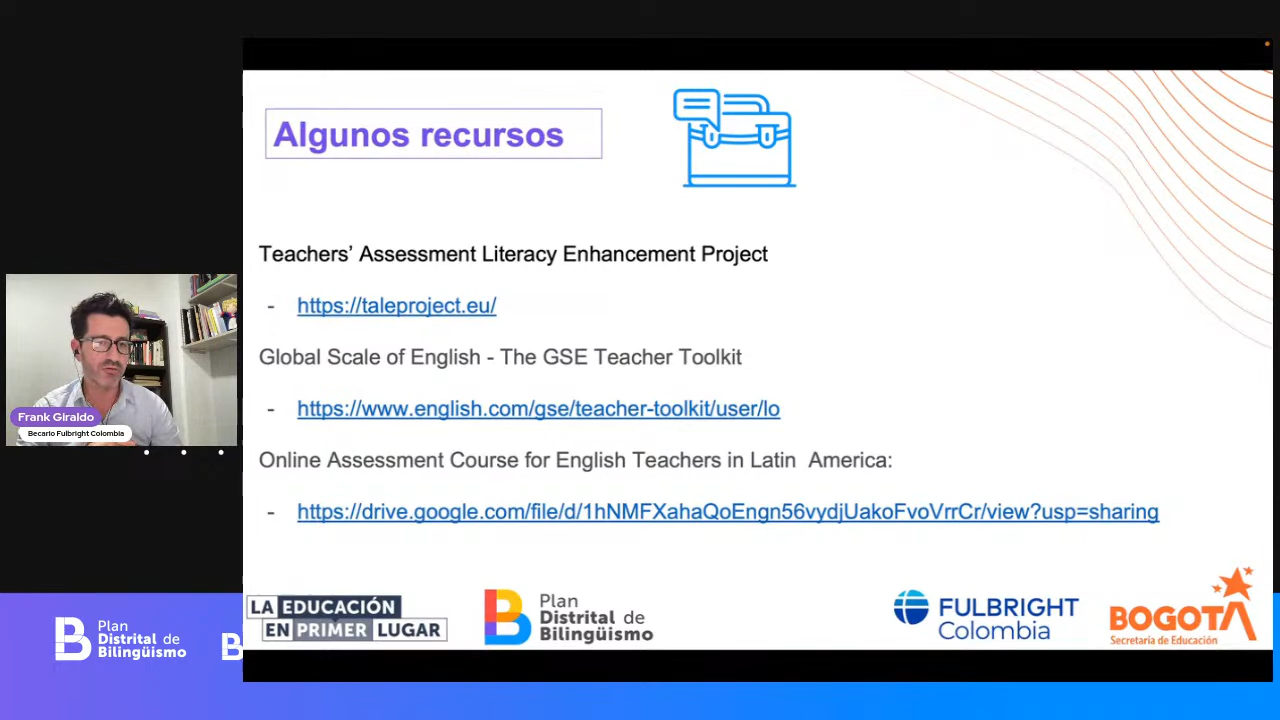 Algunos recursos
Teachers’ Assessment Literacy Enhancement Project
- https://taleproject.eu/
Global Scale of English - The GSE Teacher Toolkit
- https://www.english.com/gse/teacher-toolkit/user/lo
Online Assessment Course for English Teachers in Latin America:
- https://drive.google.com/file/d/1hNMFXahaQoEngn56vydjUakoFvoVrrCr/view?usp=sharing
Frank Giraldo
Becario Fulbright Colombia
LA EDUCACIÓN
EN PRIMER LUGAR
Plan
Distrital de
Bilingüismo
FULBRIGHT
Colombia
BOGOTÁ
Secretaría de Educación
B Plan
Distrital de
Bilingüismo
B